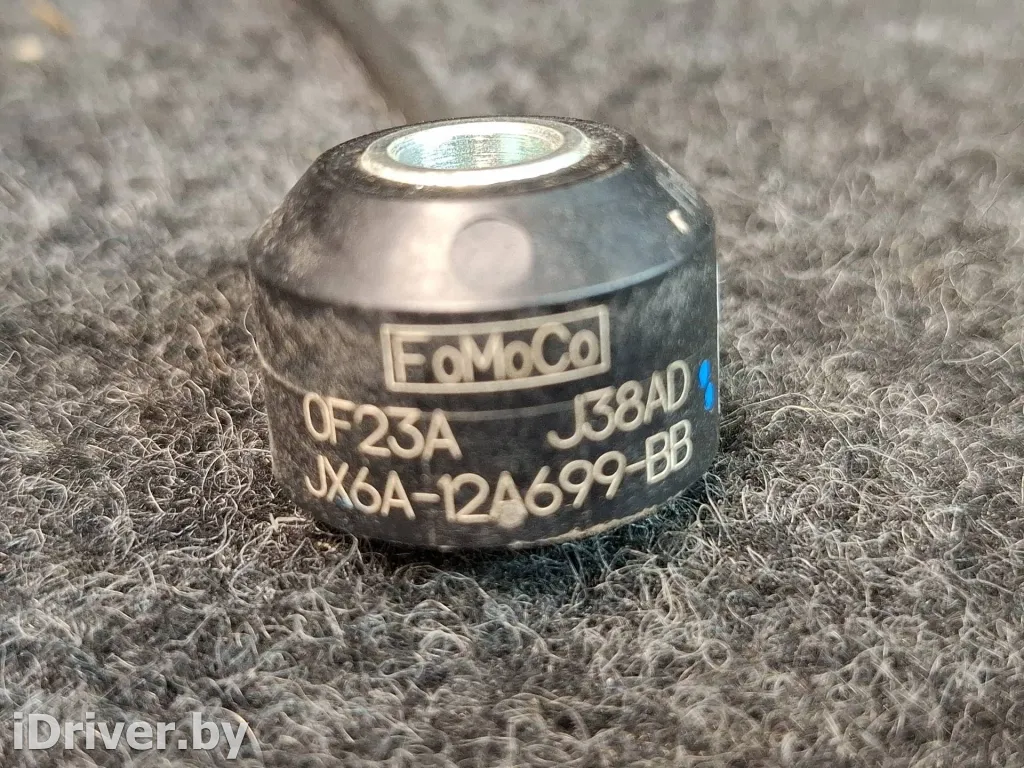 FoMoCo
0F23A J38AD
JX6A-12A699-BB
iDriver.by